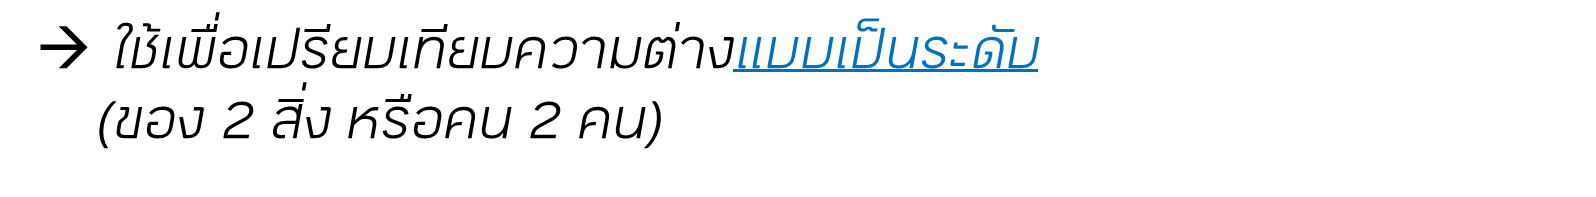 → ใช้เพื่อเปรียบเทียบความต่างแบบเป็นระดับ
(ของ 2 สิ่ง หรือคน 2 คน)